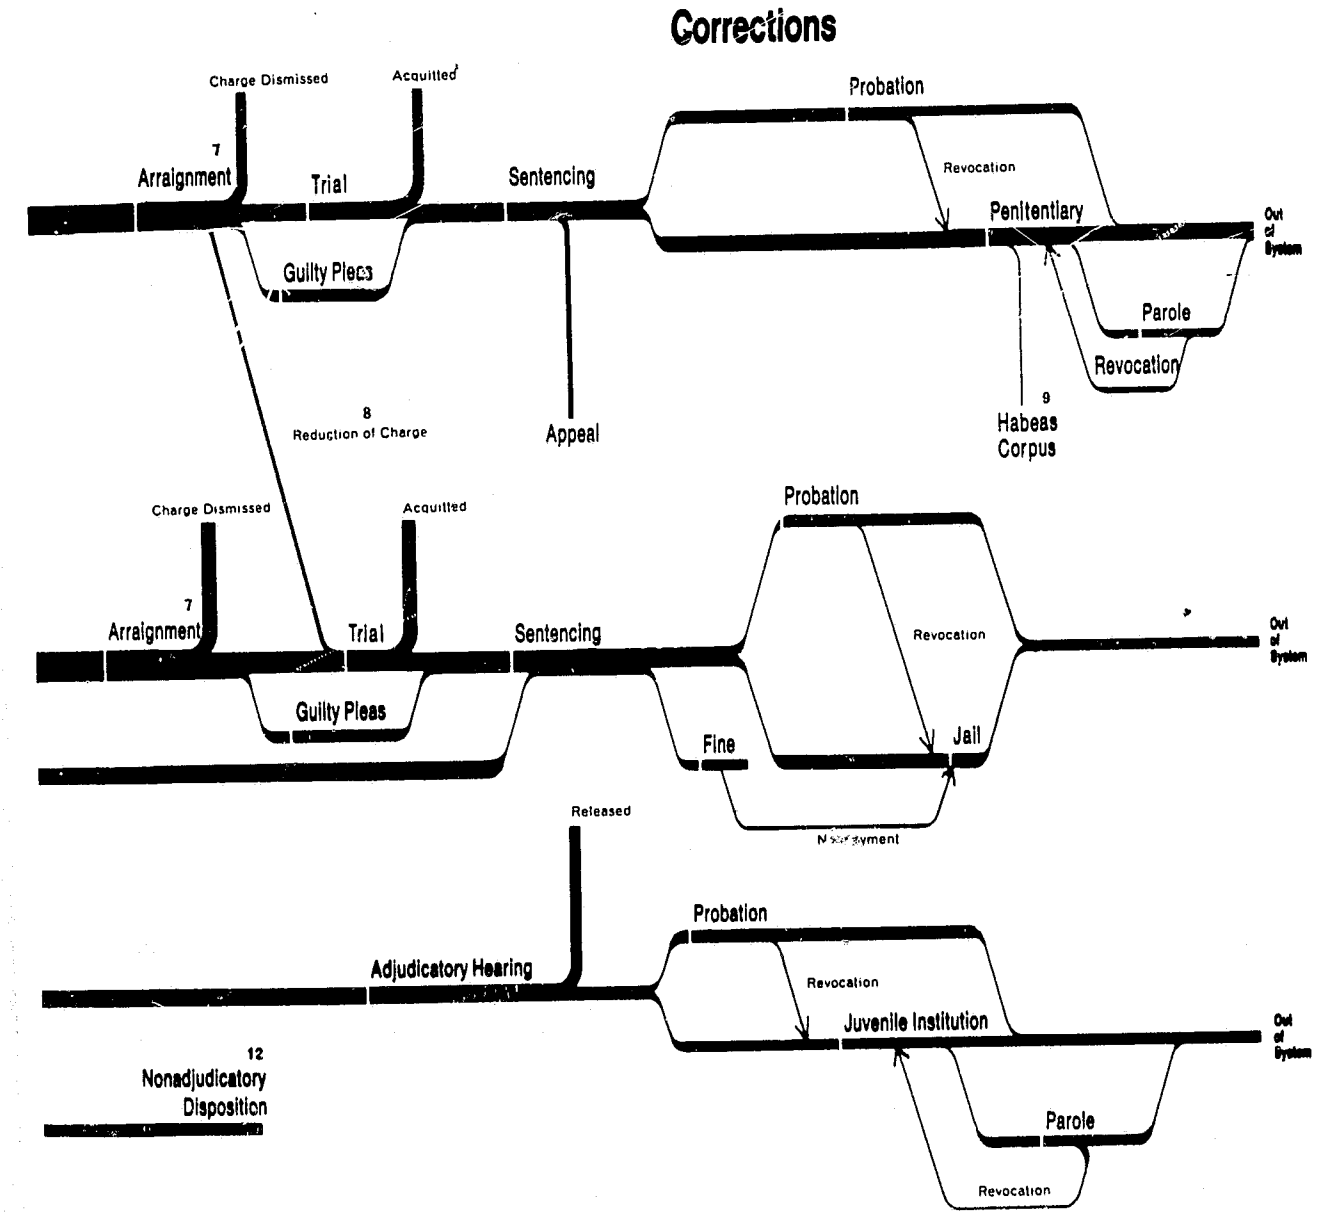 Corrections
Charge Dismissed
Acquitted
Probation
7
Arraignment
Trial
Sentencing
Revocation
Penitentiary
Out
of
System
Guilty Pleas
Parole
Revocation
8
Reduction of Charge
Appeal
9
Habeas
Corpus
Charge Dismissed
Acquitted
Probation
7
Arraignment
Trial
Sentencing
Revocation
Out
of
System
Guilty Pleas
Fine
Jail
Released
Probation
Adjudicatory Hearing
Revocation
Juvenile Institution
Out
of
System
12
Nonadjudicatory
Disposition
Parole
Revocation